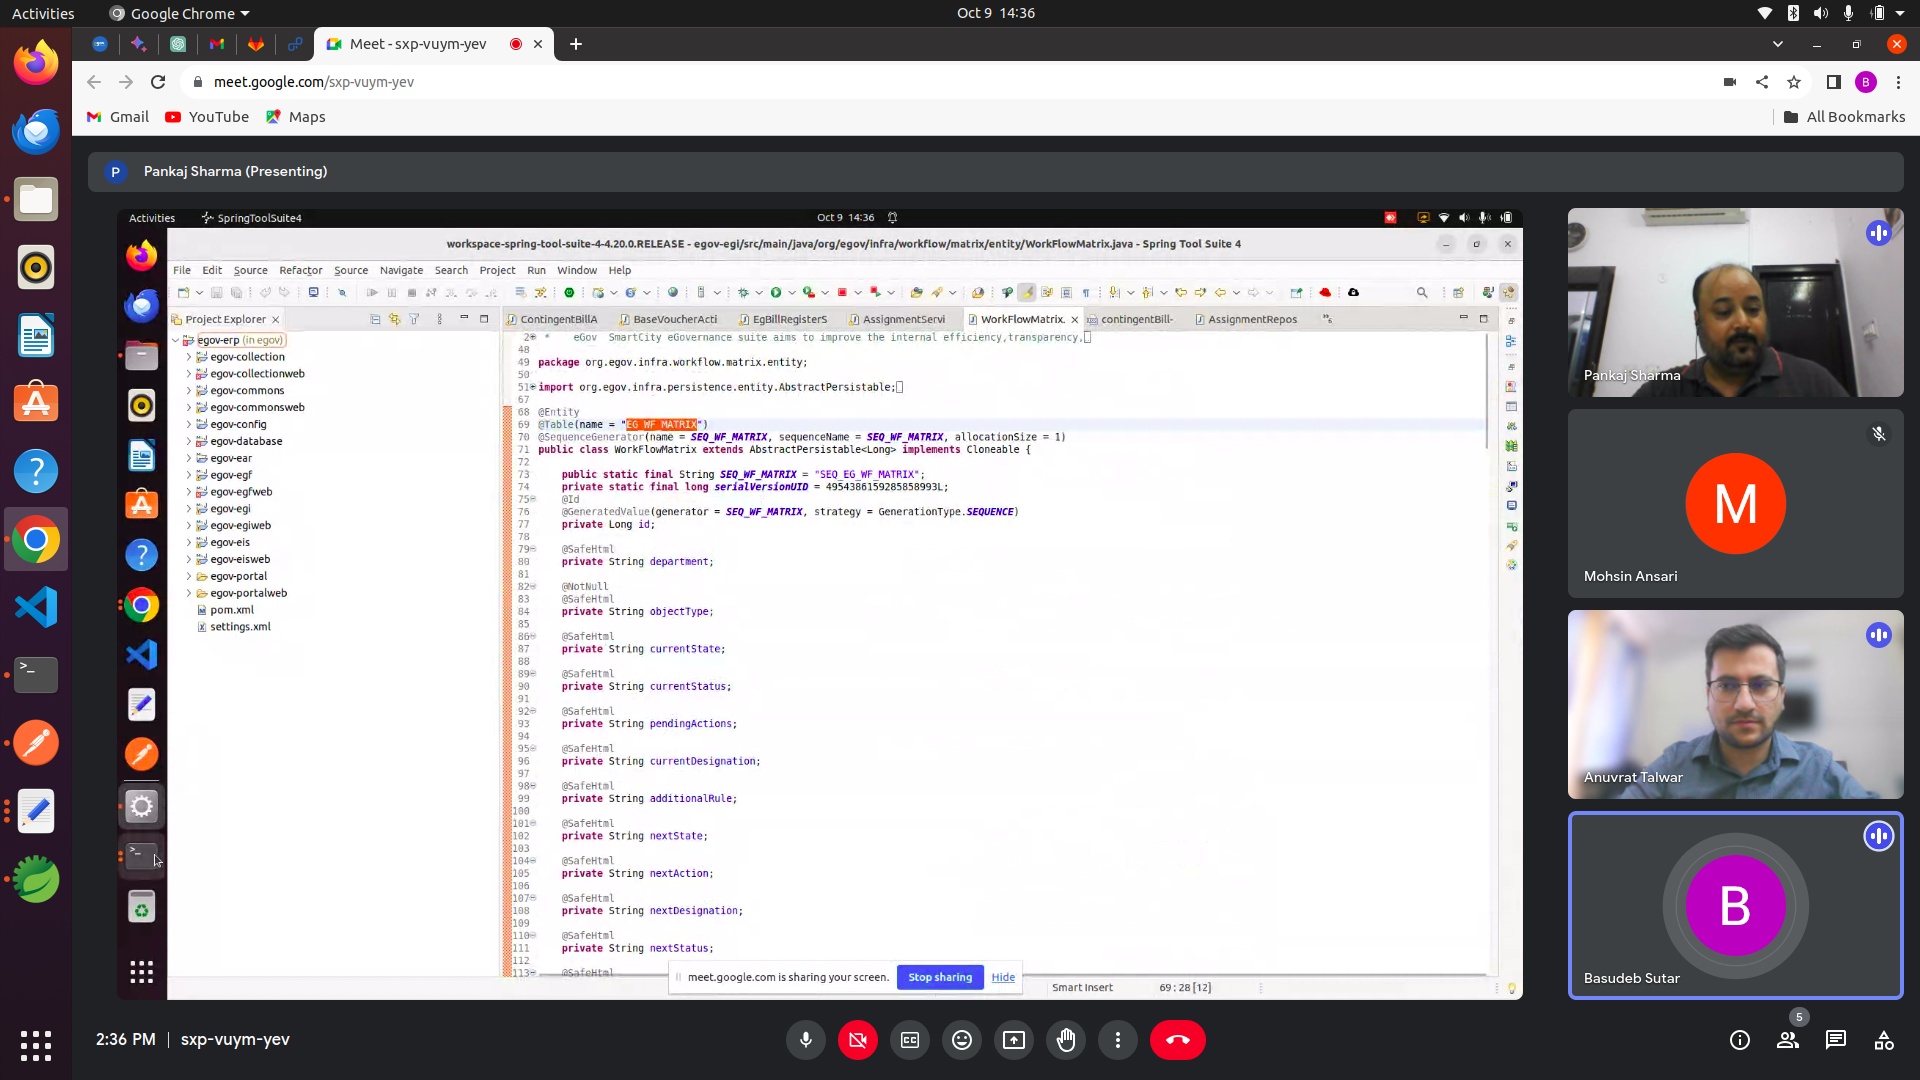 Activities
Google Chrome
Oct 9 14:36
Meet - sxp-vuym-yev
meet.google.com/sxp-vuym-yev
B
Gmail
YouTube
Maps
All Bookmarks
P
Pankaj Sharma (Presenting)
Activities
SpringToolSuite4
Oct 9 14:36
workspace-spring-tool-suite-4-4.20.0.RELEASE - egov-egi/src/main/java/org/egov/infra/workflow/matrix/entity/WorkFlowMatrix.java - Spring Tool Suite 4
File Edit Source Refactor Source Navigate Search Project Run Window Help
Project Explorer
egov-erp (in egov)
egov-collection
egov-collectionweb
egov-commons
egov-commonsweb
egov-config
egov-database
egov-ear
egov-egf
egov-egfweb
egov-egi
egov-egiweb
egov-eis
egov-eisweb
egov-portal
egov-portalweb
pom.xml
settings.xml
ContingentBillA
BaseVoucherActi
EgBillRegisterS
AssignmentServi
WorkFlowMatrix.
contingentBill-
AssignmentRepos
2 * eGov SmartCity eGovernance suite aims to improve the internal efficiency,transparency,
48
49 package org.egov.infra.workflow.matrix.entity;
50
51 import org.egov.infra.persistence.entity.AbstractPersistable;
67
68 @Entity
69 @Table(name = "EG_WF_MATRIX")
70 @SequenceGenerator(name = SEQ_WF_MATRIX, sequenceName = SEQ_WF_MATRIX, allocationSize = 1)
71 public class WorkFlowMatrix extends AbstractPersistable<Long> implements Cloneable {
72
73 public static final String SEQ_WF_MATRIX = "SEQ_EG_WF_MATRIX";
74 private static final long serialVersionUID = 4954386159285858993L;
75 @Id
76 @GeneratedValue(generator = SEQ_WF_MATRIX, strategy = GenerationType.SEQUENCE)
77 private Long id;
78
79 @SafeHtml
80 private String department;
81
82 @NotNull
83 @SafeHtml
84 private String objectType;
85
86 @SafeHtml
87 private String currentState;
88
89 @SafeHtml
90 private String currentStatus;
91
92 @SafeHtml
93 private String pendingActions;
94
95 @SafeHtml
96 private String currentDesignation;
97
98 @SafeHtml
99 private String additionalRule;
100
101 @SafeHtml
102 private String nextState;
103
104 @SafeHtml
105 private String nextAction;
106
107 @SafeHtml
108 private String nextDesignation;
109
110 @SafeHtml
111 private String nextStatus;
112
113 @SafeHtml
meet.google.com is sharing your screen.
Stop sharing
Hide
Smart Insert
69 : 28 [12]
Pankaj Sharma
M
Mohsin Ansari
Anuvrat Talwar
B
Basudeb Sutar
2:36 PM
sxp-vuym-yev
5